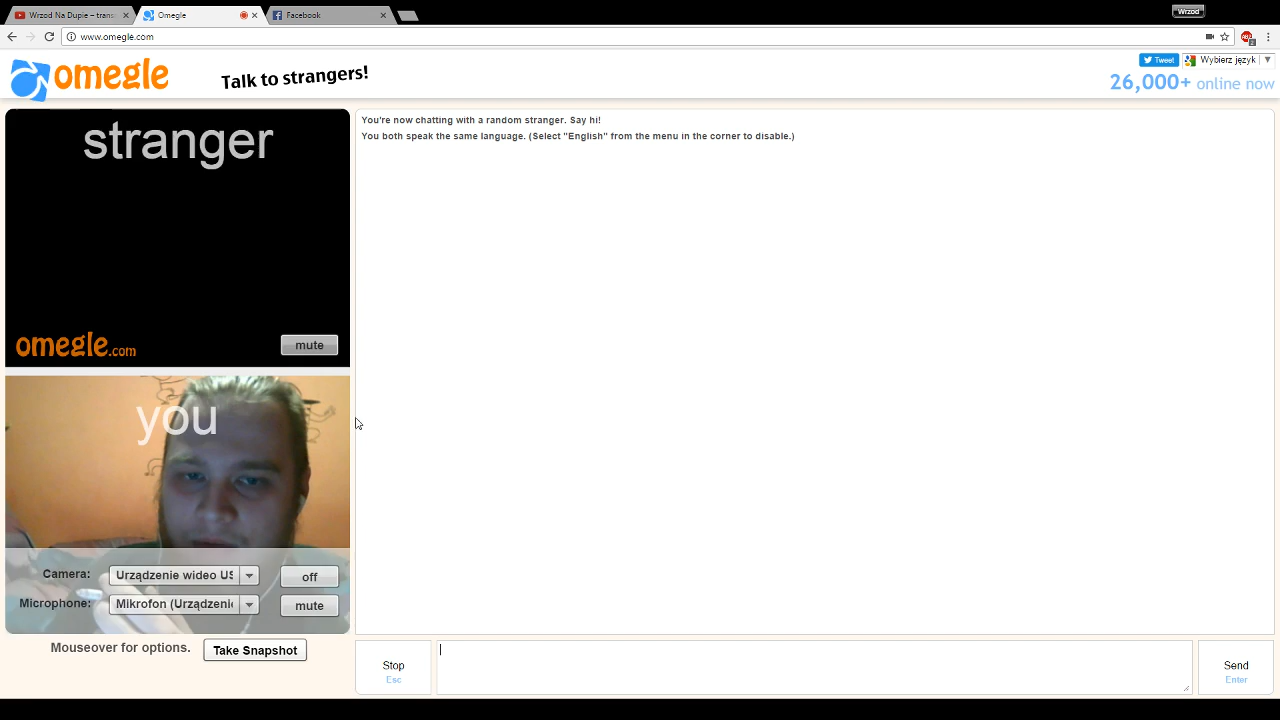 Wrzod Na Dupie – trans
Omegle
Facebook
Wrzod
www.omegle.com
omegle
Talk to strangers!
Tweet
Wybierz język
26,000+ online now
stranger
omegle.com
mute
you
Camera:
Urządzenie wideo US
off
Microphone:
Mikrofon (Urządzeni
mute
Mouseover for options.
Take Snapshot
You're now chatting with a random stranger. Say hi!
You both speak the same language. (Select "English" from the menu in the corner to disable.)
Stop
Esc
Send
Enter